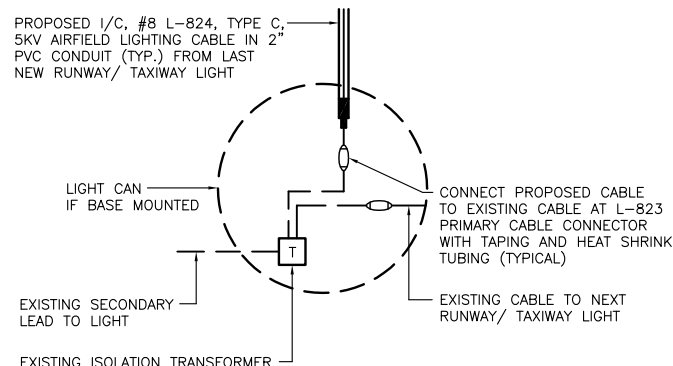 PROPOSED I/C, #8 L-824, TYPE C,
5KV AIRFIELD LIGHTING CABLE IN 2"
PVC CONDUIT (TYP.) FROM LAST
NEW RUNWAY/ TAXIWAY LIGHT
LIGHT CAN
IF BASE MOUNTED
CONNECT PROPOSED CABLE
TO EXISTING CABLE AT L-823
PRIMARY CABLE CONNECTOR
WITH TAPING AND HEAT SHRINK
TUBING (TYPICAL)
T
EXISTING SECONDARY
LEAD TO LIGHT
EXISTING CABLE TO NEXT
RUNWAY/ TAXIWAY LIGHT
EXISTING ISOLATION TRANSFORMER